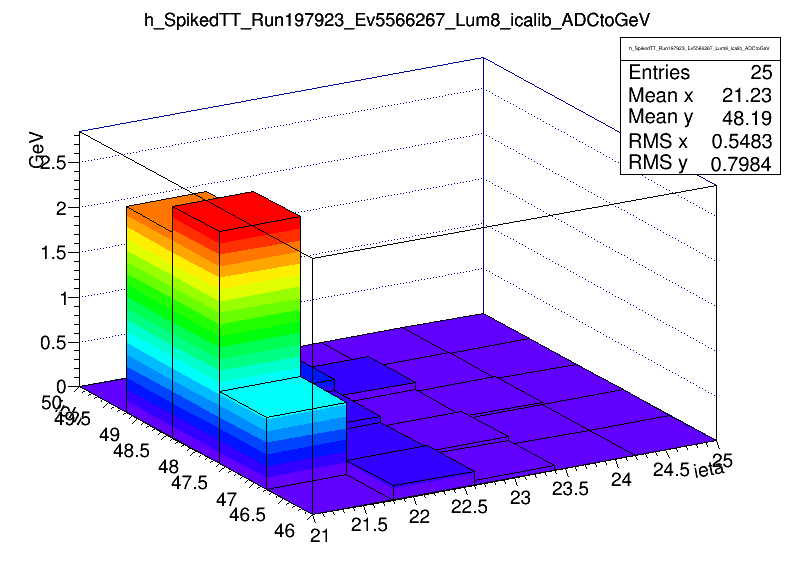 h_SpikedTT_Run197923_Ev5566267_Lum8_icalib_ADCtoGeV
h_SpikedTT_Run197923_Ev5566267_Lum8_icalib_ADCtoGeV
Entries 25
Mean x 21.23
Mean y 48.19
RMS x 0.5483
RMS y 0.7984
GeV
2.5
2
1.5
1
0.5
0
50
49.5
49
48.5
48
47.5
47
46.5
46
21
21.5
22
22.5
23
23.5
24
24.5
25
ieta